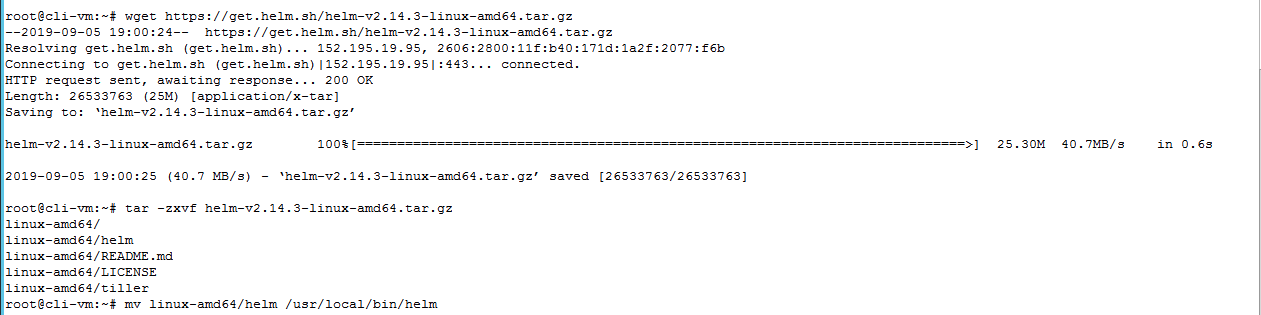 root@cli-vm:~# wget https://get.helm.sh/helm-v2.14.3-linux-amd64.tar.gz
--2019-09-05 19:00:24--  https://get.helm.sh/helm-v2.14.3-linux-amd64.tar.gz
Resolving get.helm.sh (get.helm.sh)... 152.195.19.95, 2606:2800:11f:b40:171d:1a2f:2077:f6b
Connecting to get.helm.sh (get.helm.sh)|152.195.19.95|:443... connected.
HTTP request sent, awaiting response... 200 OK
Length: 26533763 (25M) [application/x-tar]
Saving to: ‘helm-v2.14.3-linux-amd64.tar.gz’
helm-v2.14.3-linux-amd64.tar.gz        100%[============================================================================>]  25.30M  40.7MB/s    in 0.6s
2019-09-05 19:00:25 (40.7 MB/s) - ‘helm-v2.14.3-linux-amd64.tar.gz’ saved [26533763/26533763]
root@cli-vm:~# tar -zxvf helm-v2.14.3-linux-amd64.tar.gz
linux-amd64/
linux-amd64/helm
linux-amd64/README.md
linux-amd64/LICENSE
linux-amd64/tiller
root@cli-vm:~# mv linux-amd64/helm /usr/local/bin/helm